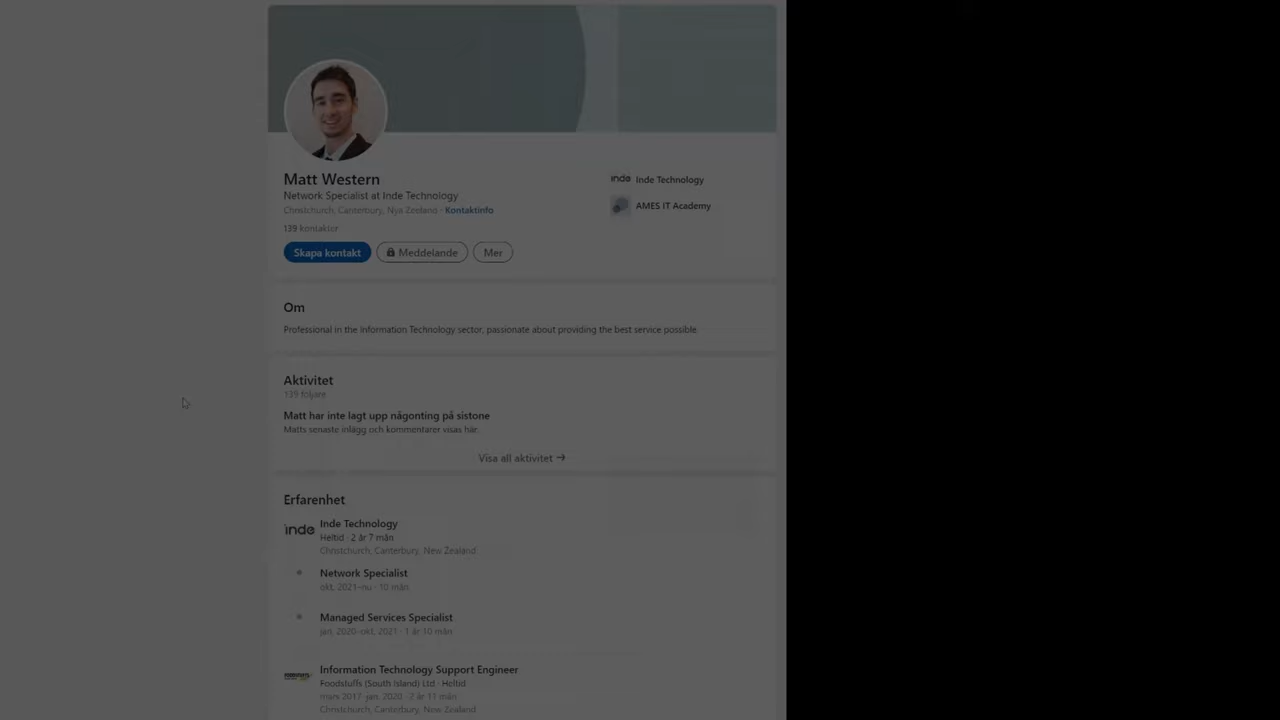 Matt Western
Network Specialist at Inde Technology
Christchurch, Canterbury, Nya Zeeland · Kontaktinfo
139 kontakter
Skapa kontakt
Meddelande
Mer
inde Inde Technology
AMES IT Academy
Om
Professional in the Information Technology sector, passionate about providing the best service possible
Aktivitet
139 följare
Matt har inte lagt upp någonting på sistone
Matts senaste inlägg och kommentarer visas här.
Visa all aktivitet →
Erfarenhet
inde
Inde Technology
Heltid · 2 år 7 mån
Christchurch, Canterbury, New Zealand
Network Specialist
okt. 2021–nu · 10 mån
Managed Services Specialist
jan. 2020–okt. 2021 · 1 år 10 mån
Information Technology Support Engineer
Foodstuffs (South Island) Ltd · Heltid
mars 2017–jan. 2020 · 2 år 11 mån
Christchurch, Canterbury, New Zealand